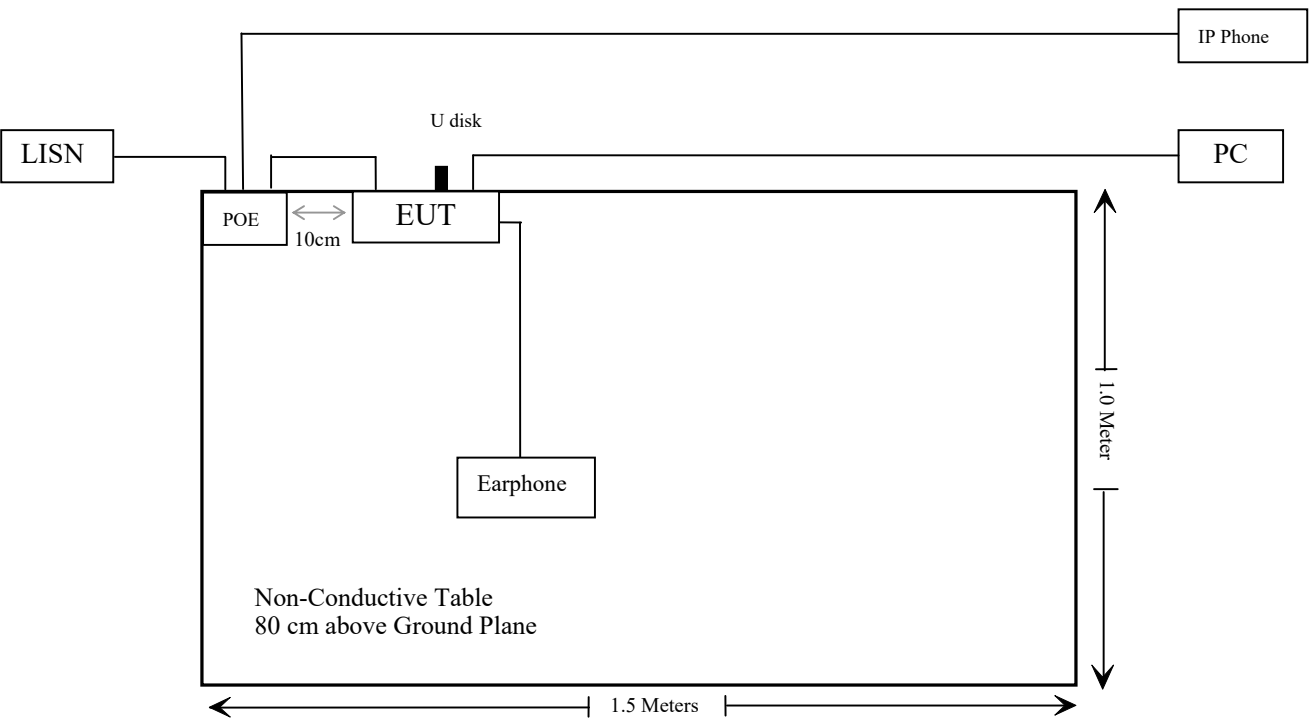 IP Phone
U disk
LISN
PC
POE
EUT
10cm
1.0 Meter
Earphone
Non-Conductive Table
80 cm above Ground Plane
1.5 Meters